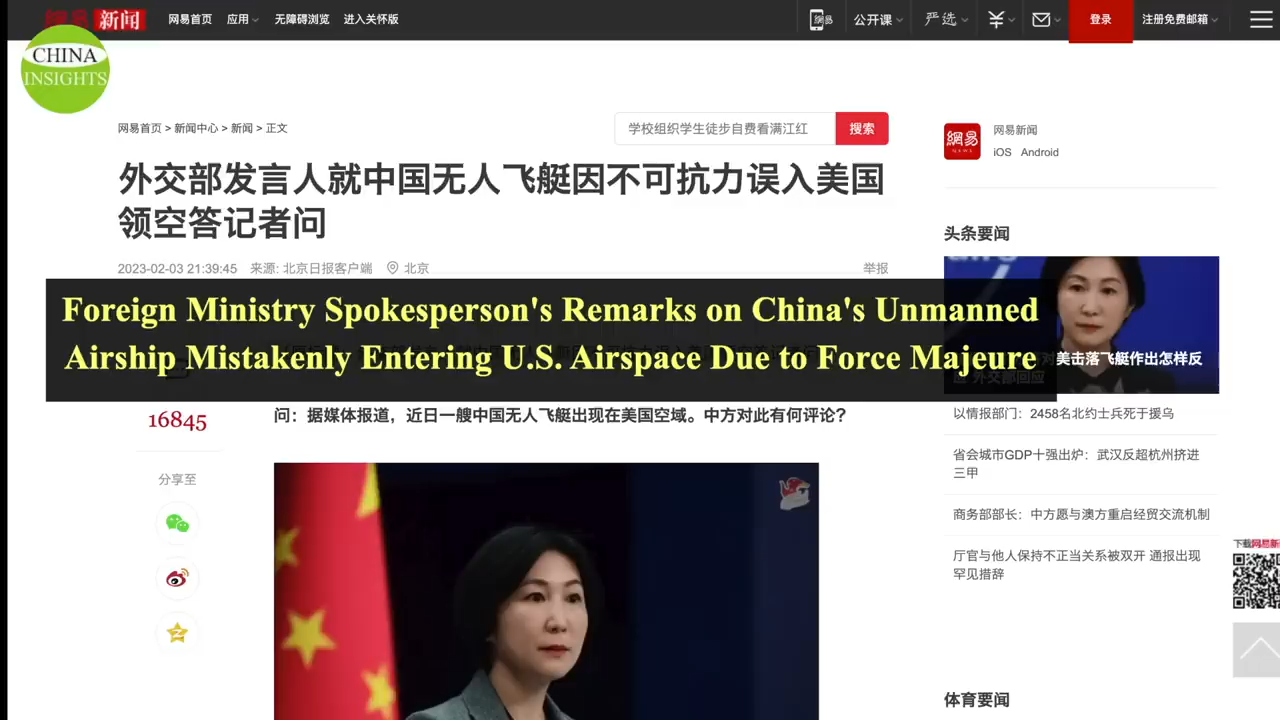 新闻
网易首页
应用
无障碍浏览
进入关怀版
網易
公开课
严选
登录
注册免费邮箱
CHINA
INSIGHTS
网易首页 > 新闻中心 > 新闻 > 正文
学校组织学生徒步自费看满江红
搜索
網易
NEWS
网易新闻
iOS Android
外交部发言人就中国无人飞艇因不可抗力误入美国
领空答记者问
2023-02-03 21:39:45 来源: 北京日报客户端 北京
举报
Foreign Ministry Spokesperson's Remarks on China's Unmanned
Airship Mistakenly Entering U.S. Airspace Due to Force Majeure
16845
问：据媒体报道，近日一艘中国无人飞艇出现在美国空域。中方对此有何评论？
分享至
头条要闻
对美击落飞艇作出怎样反
外交部回应
以情报部门：2458名北约士兵死于援乌
省会城市GDP十强出炉：武汉反超杭州挤进
三甲
商务部部长：中方愿与澳方重启经贸交流机制
厅官与他人保持不正当关系被双开 通报出现
罕见措辞
下载网易新
体育要闻